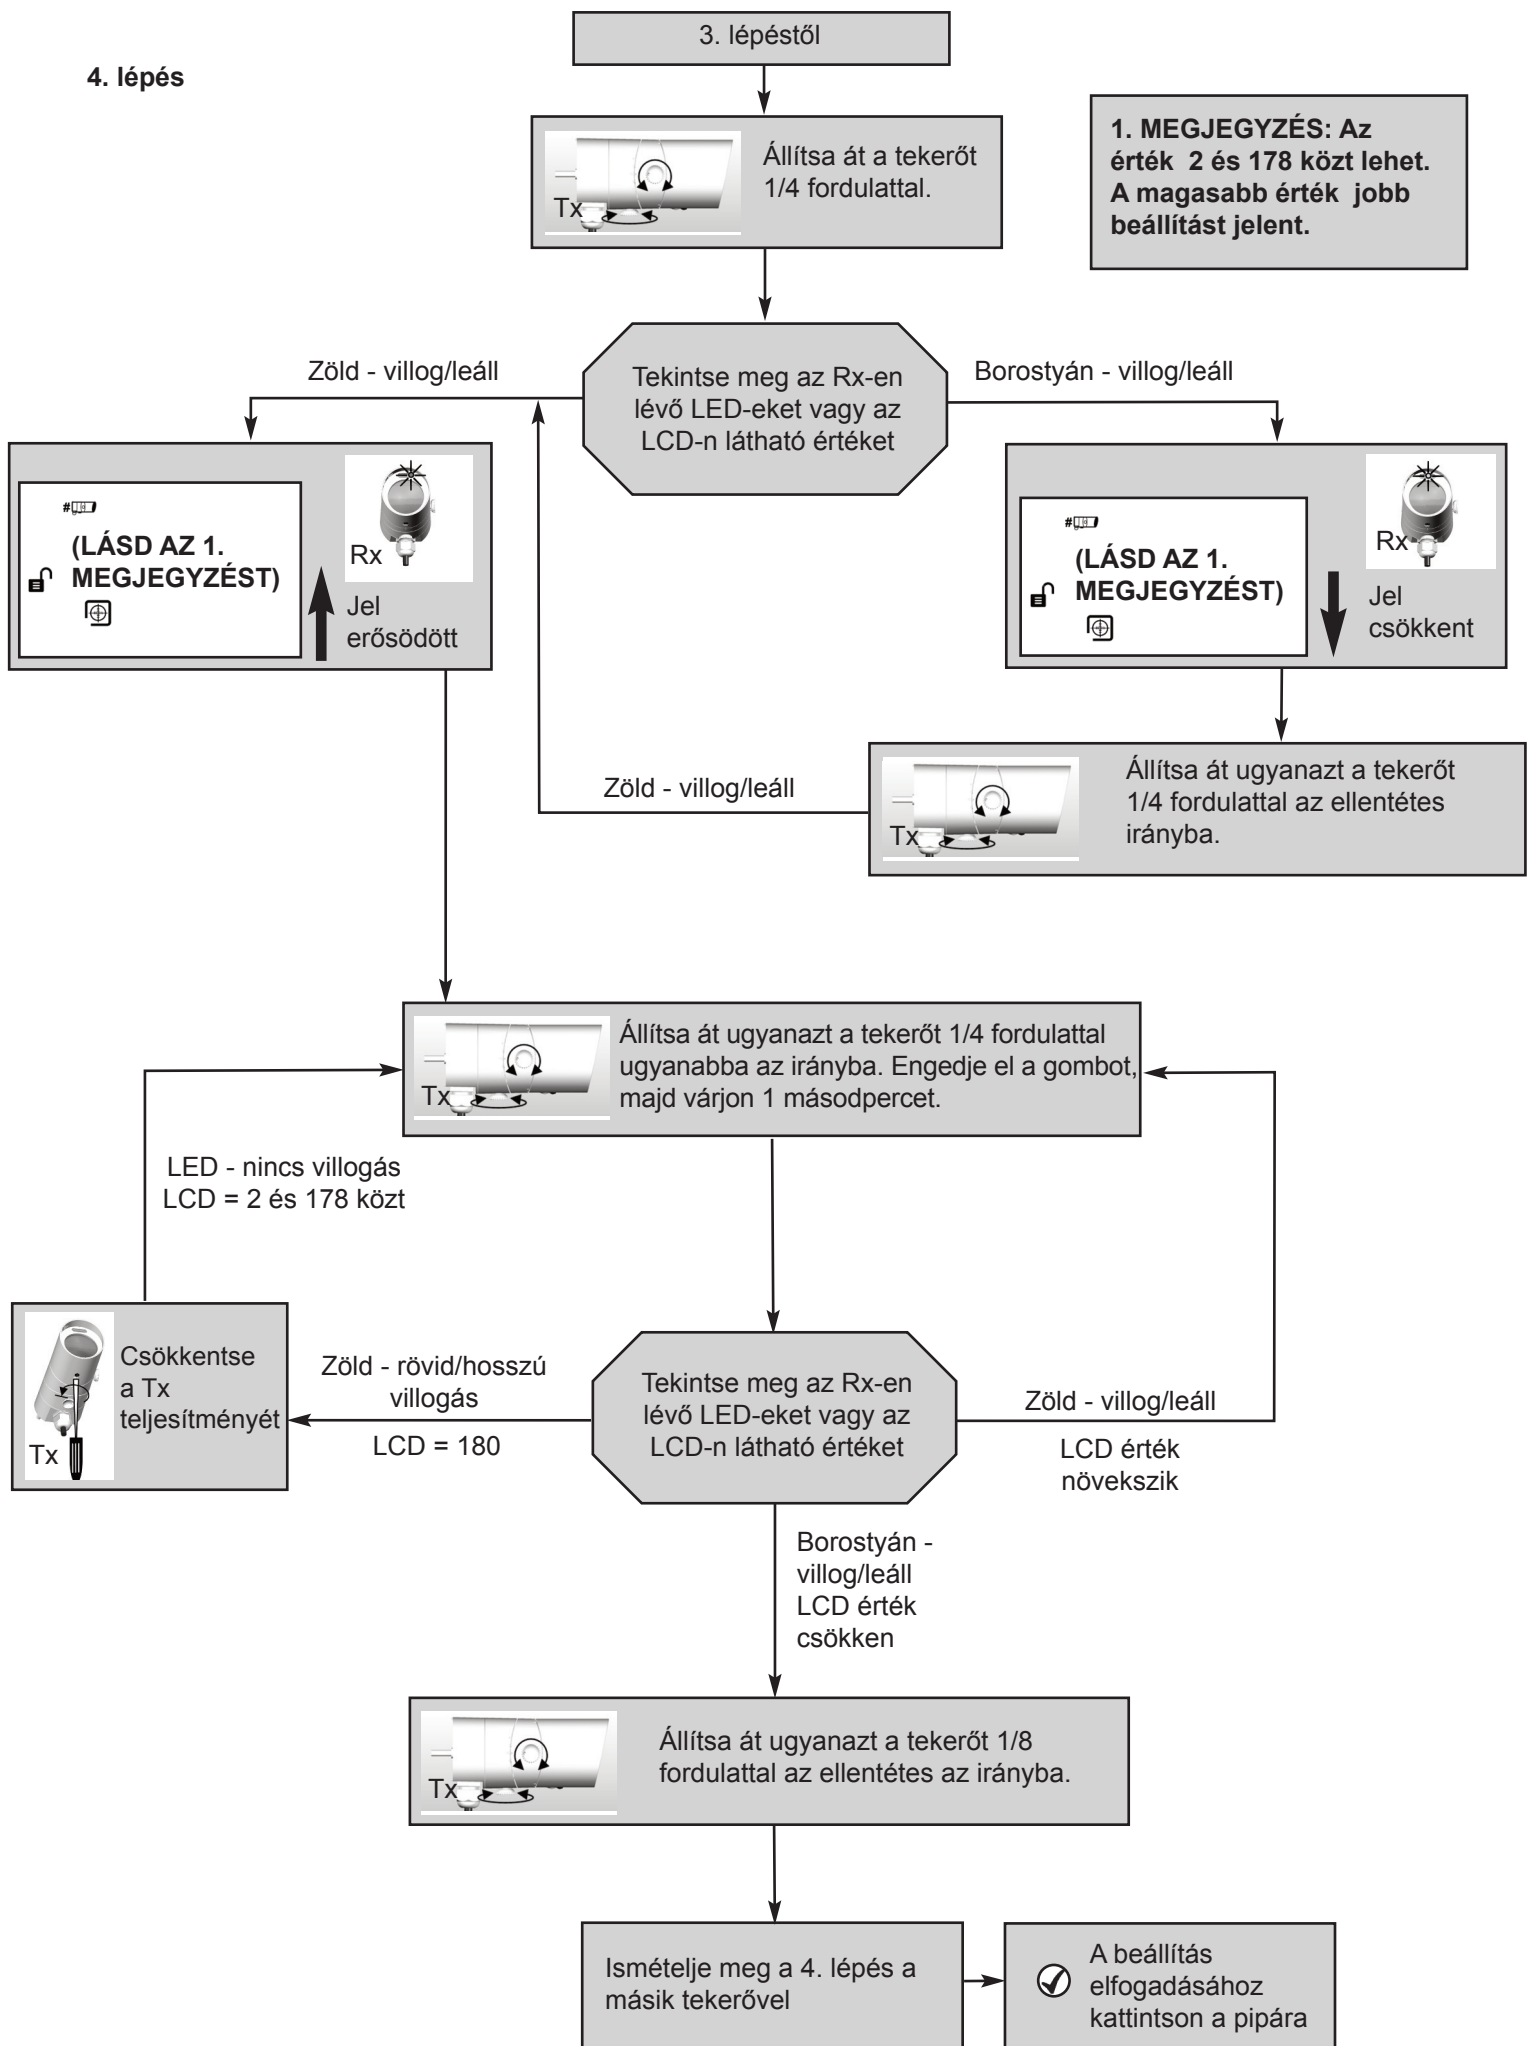 3. lépéstől
4. lépés
Állítsa át a tekerőt
1/4 fordulattal.
Tx
1. MEGJEGYZÉS: Az
érték  2 és 178 közt lehet.
A magasabb érték  jobb
beállítást jelent.
Zöld - villog/leáll
Tekintse meg az Rx-en
lévő LED-eket vagy az
LCD-n látható értéket
Borostyán - villog/leáll
#
(LÁSD AZ 1.
MEGJEGYZÉST)
Rx
Jel
erősödött
#
(LÁSD AZ 1.
MEGJEGYZÉST)
Rx
Jel
csökkent
Zöld - villog/leáll
Tx
Állítsa át ugyanazt a tekerőt
1/4 fordulattal az ellentétes
irányba.
Tx
Állítsa át ugyanazt a tekerőt 1/4 fordulattal
ugyanabba az irányba. Engedje el a gombot,
majd várjon 1 másodpercet.
LED - nincs villogás
LCD = 2 és 178 közt
Tx
Csökkentse
a Tx
teljesítményét
Zöld - rövid/hosszú
villogás
LCD = 180
Tekintse meg az Rx-en
lévő LED-eket vagy az
LCD-n látható értéket
Zöld - villog/leáll
LCD érték
növekszik
Borostyán -
villog/leáll
LCD érték
csökken
Tx
Állítsa át ugyanazt a tekerőt 1/8
fordulattal az ellentétes az irányba.
Ismételje meg a 4. lépés a
másik tekerővel
A beállítás
elfogadásához
kattintson a pipára